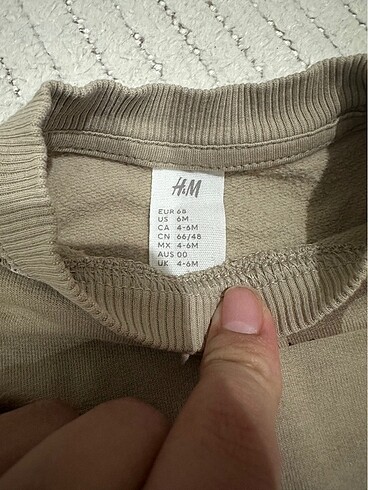 H&M
EUR 68
US 6M
CA 4-6M
CN 66/48
MX 4-6M
AUS 00
UK 4-6M